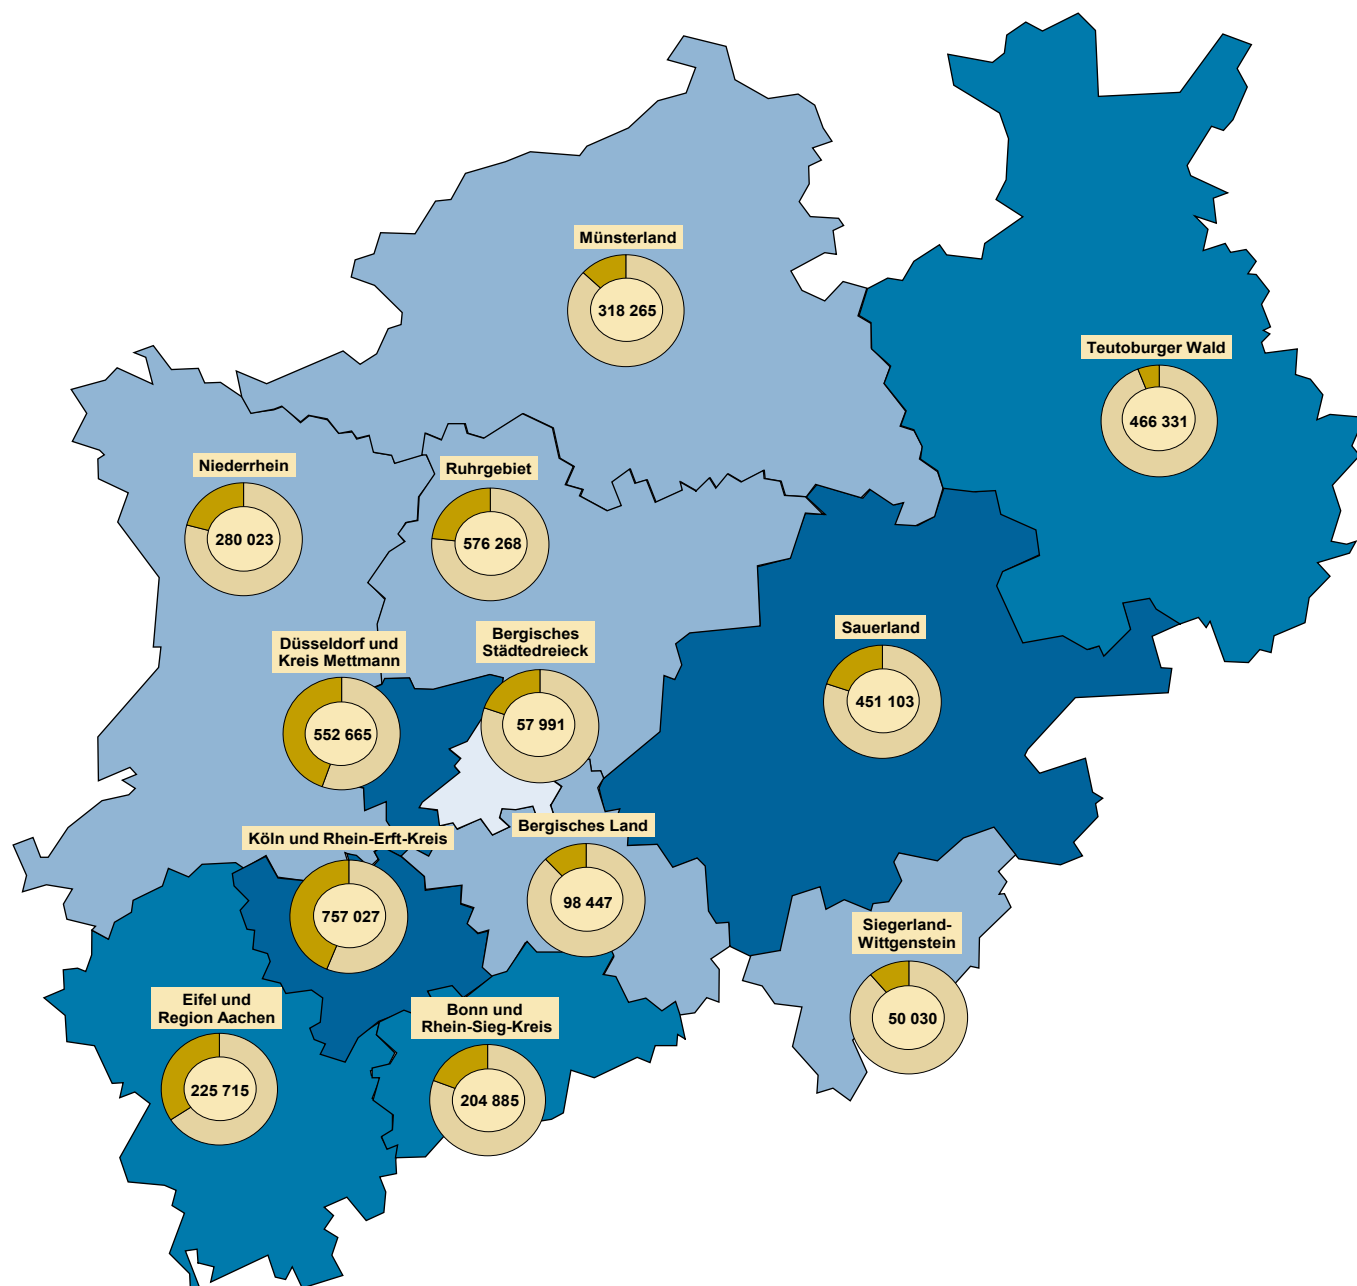 Münsterland
318 265
Teutoburger Wald
466 331
Niederrhein
280 023
Ruhrgebiet
576 268
Düsseldorf und
Kreis Mettmann
552 665
Bergisches
Städtedreieck
57 991
Sauerland
451 103
Köln und Rhein-Erft-Kreis
757 027
Bergisches Land
98 447
Siegerland-
Wittgenstein
50 030
Eifel und
Region Aachen
225 715
Bonn und
Rhein-Sieg-Kreis
204 885